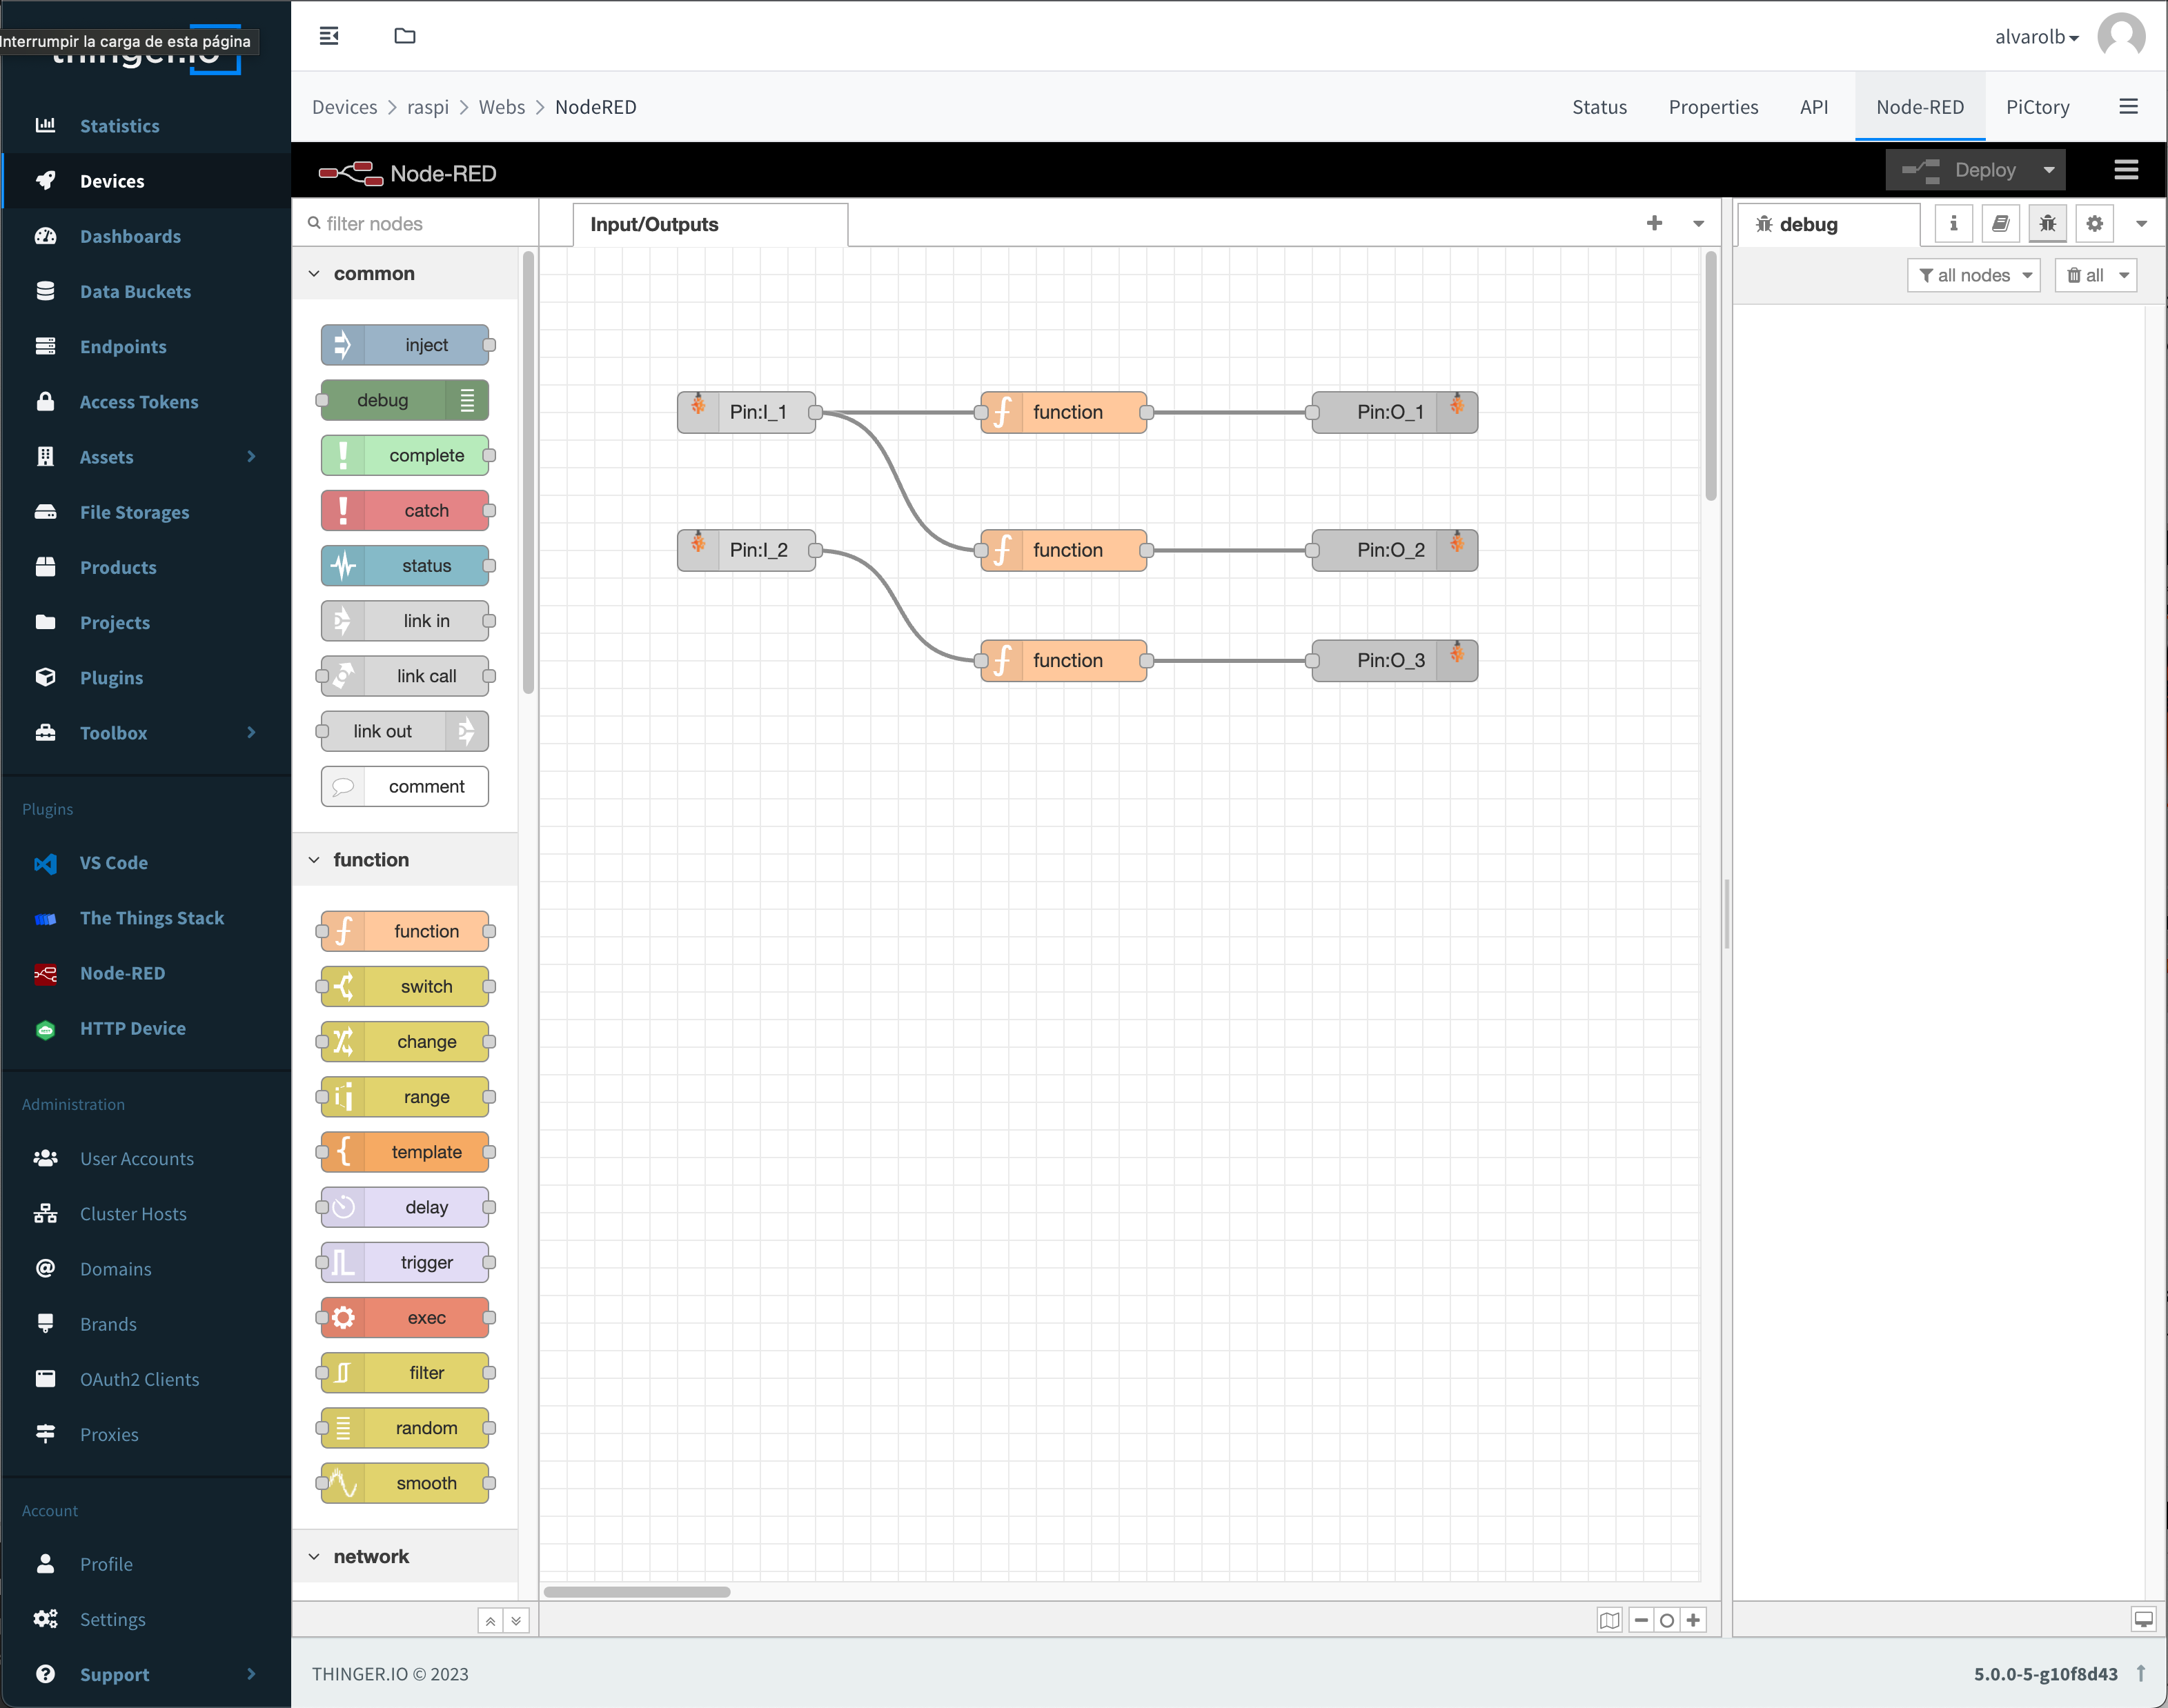 Interrumpir la carga de esta página
thinger.io
Statistics
Devices
Dashboards
Data Buckets
Endpoints
Access Tokens
Assets
File Storages
Products
Projects
Plugins
Toolbox
Plugins
VS Code
The Things Stack
Node-RED
HTTP Device
Administration
User Accounts
Cluster Hosts
Domains
Brands
OAuth2 Clients
Proxies
Account
Profile
Settings
Support
alvarolb
Devices > raspi > Webs > NodeRED
Status Properties API Node-RED PiCtory
Node-RED
Deploy
filter nodes
common
inject
debug
complete
catch
status
link in
link call
link out
comment
function
function
switch
change
range
template
delay
trigger
exec
filter
random
smooth
network
Input/Outputs
Pin:I_1 function Pin:O_1
Pin:I_2 function Pin:O_2
function Pin:O_3
debug
all nodes all
THINGER.IO © 2023
5.0.0-5-g10f8d43